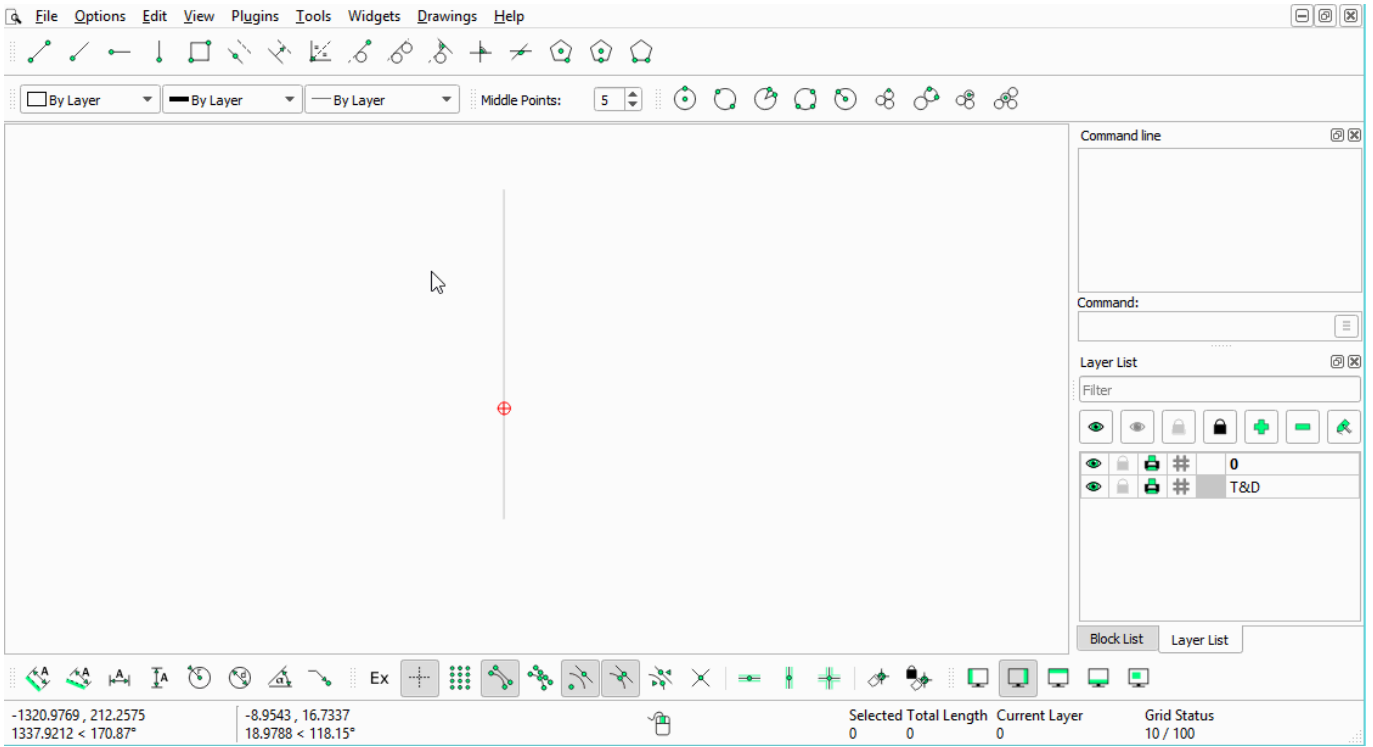 File Options Edit View Plugins Tools Widgets Drawings Help
By Layer By Layer By Layer Middle Points: 5
Command line
Command:
Layer List
Filter
0
T&D
Block List Layer List
A A A A Ex
-1320.9769 , 212.2575 -8.9543 , 16.7337 Selected Total Length Current Layer Grid Status
1337.9212 < 170.87° 18.9788 < 118.15° 0 0 0 10 / 100